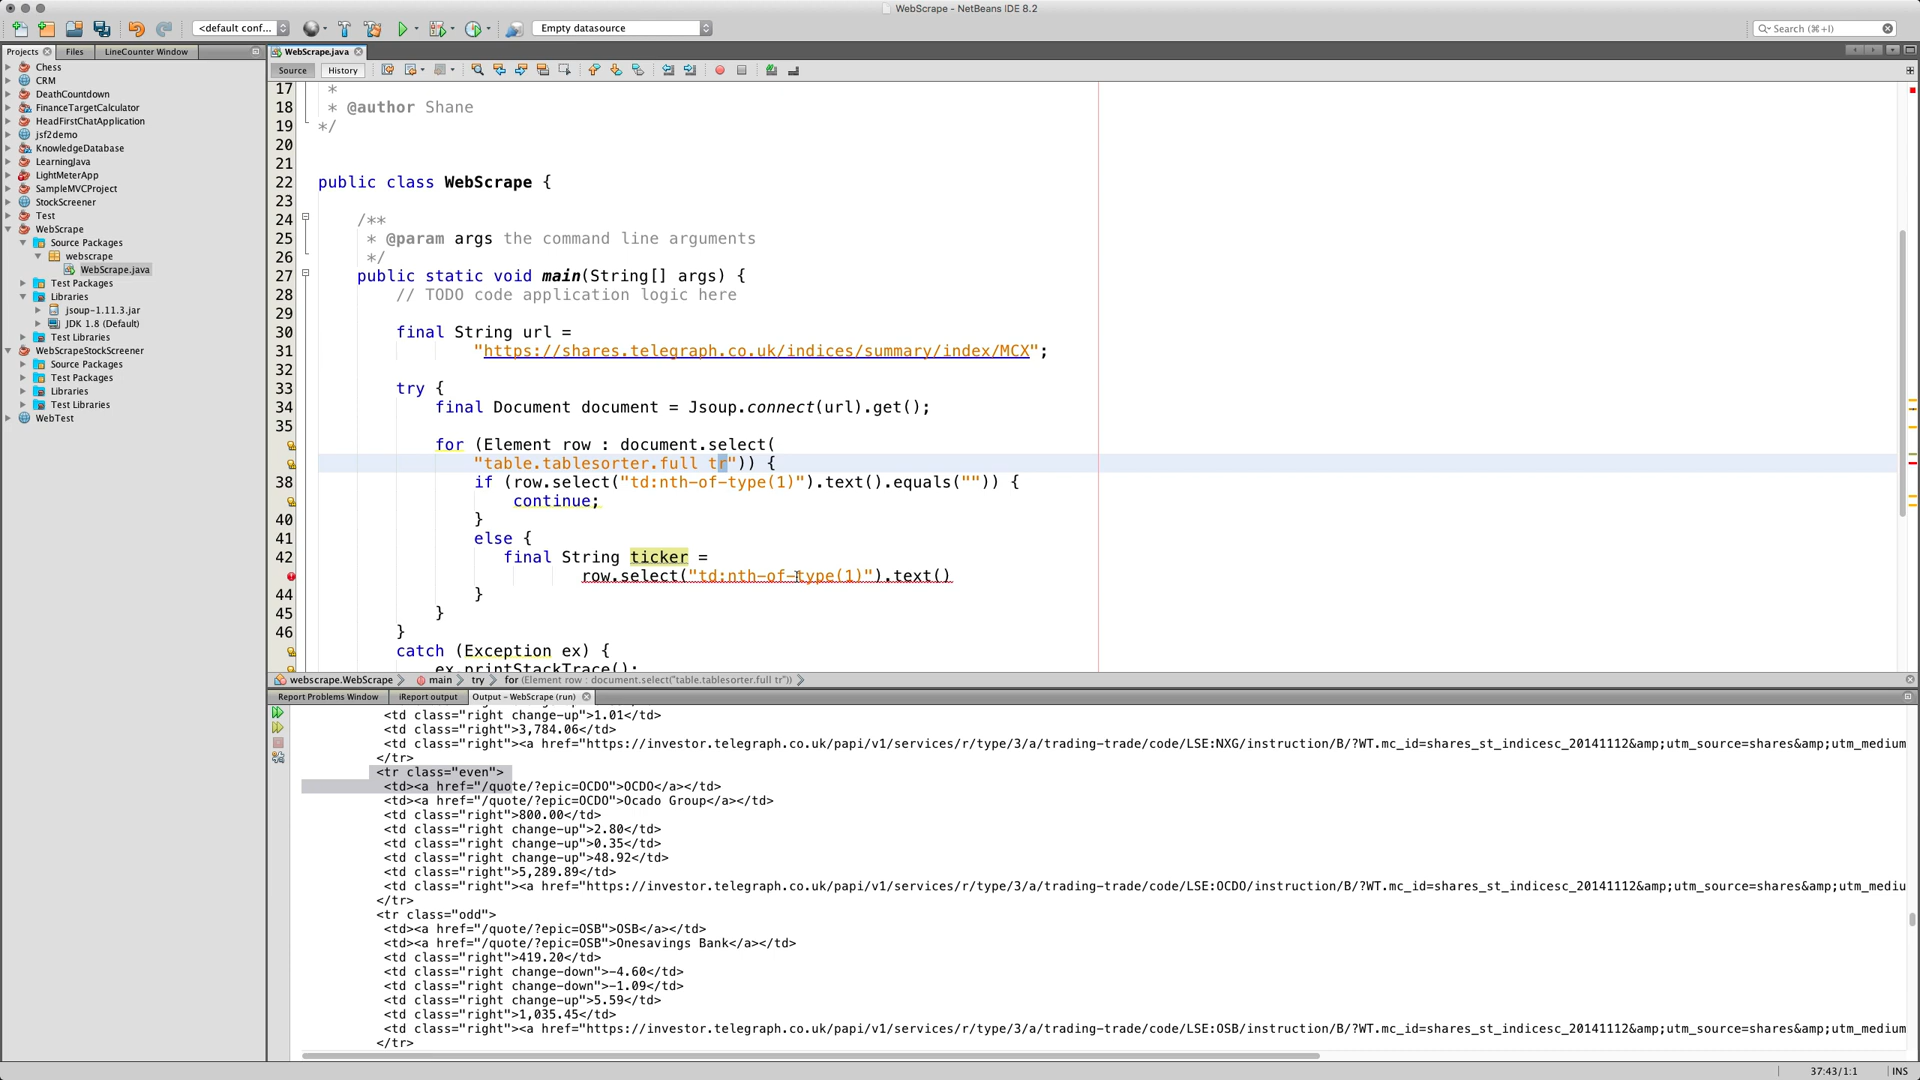 WebScrape - NetBeans IDE 8.2
<default conf...
Empty datasource
Search (⌘+I)
Projects
Files
LineCounter Window
WebScrape.java
Source
History
Chess
CRM
DeathCountdown
FinanceTargetCalculator
HeadFirstChatApplication
jsf2demo
KnowledgeDatabase
LearningJava
LightMeterApp
SampleMVCProject
StockScreener
Test
WebScrape
Source Packages
webscrape
WebScrape.java
Test Packages
Libraries
jsoup-1.11.3.jar
JDK 1.8 (Default)
Test Libraries
WebScrapeStockScreener
Source Packages
Test Packages
Libraries
Test Libraries
WebTest
17 *
18 * @author Shane
19 */
20
21
22 public class WebScrape {
23
24 /**
25 * @param args the command line arguments
26 */
27 public static void main(String[] args) {
28 // TODO code application logic here
29
30 final String url =
31 "https://shares.telegraph.co.uk/indices/summary/index/MCX";
32
33 try {
34 final Document document = Jsoup.connect(url).get();
35
for (Element row : document.select(
"table.tablesorter.full tr")) {
38 if (row.select("td:nth-of-type(1)").text().equals("")) {
continue;
40 }
41 else {
42 final String ticker =
row.select("td:nth-of-type(1)").text()
44 }
45 }
46 }
catch (Exception ex) {
ex.printStackTrace();
webscrape.WebScrape
main
try
for (Element row : document.select("table.tablesorter.full tr"))
Report Problems Window
iReport output
Output - WebScrape (run)
<td class="right change-up">1.01</td>
<td class="right">3,784.06</td>
<td class="right"><a href="https://investor.telegraph.co.uk/papi/v1/services/r/type/3/a/trading-trade/code/LSE:NXG/instruction/B/?WT.mc_id=shares_st_indicesc_20141112&amp;utm_source=shares&amp;utm_medium
</tr>
<tr class="even">
<td><a href="/quote/?epic=OCDO">OCDO</a></td>
<td><a href="/quote/?epic=OCDO">Ocado Group</a></td>
<td class="right">800.00</td>
<td class="right change-up">2.80</td>
<td class="right change-up">0.35</td>
<td class="right change-up">48.92</td>
<td class="right">5,289.89</td>
<td class="right"><a href="https://investor.telegraph.co.uk/papi/v1/services/r/type/3/a/trading-trade/code/LSE:OCDO/instruction/B/?WT.mc_id=shares_st_indicesc_20141112&amp;utm_source=shares&amp;utm_mediu
</tr>
<tr class="odd">
<td><a href="/quote/?epic=OSB">OSB</a></td>
<td><a href="/quote/?epic=OSB">Onesavings Bank</a></td>
<td class="right">419.20</td>
<td class="right change-down">-4.60</td>
<td class="right change-down">-1.09</td>
<td class="right change-up">5.59</td>
<td class="right">1,035.45</td>
<td class="right"><a href="https://investor.telegraph.co.uk/papi/v1/services/r/type/3/a/trading-trade/code/LSE:OSB/instruction/B/?WT.mc_id=shares_st_indicesc_20141112&amp;utm_source=shares&amp;utm_medium
</tr>
37:43/1:1
INS